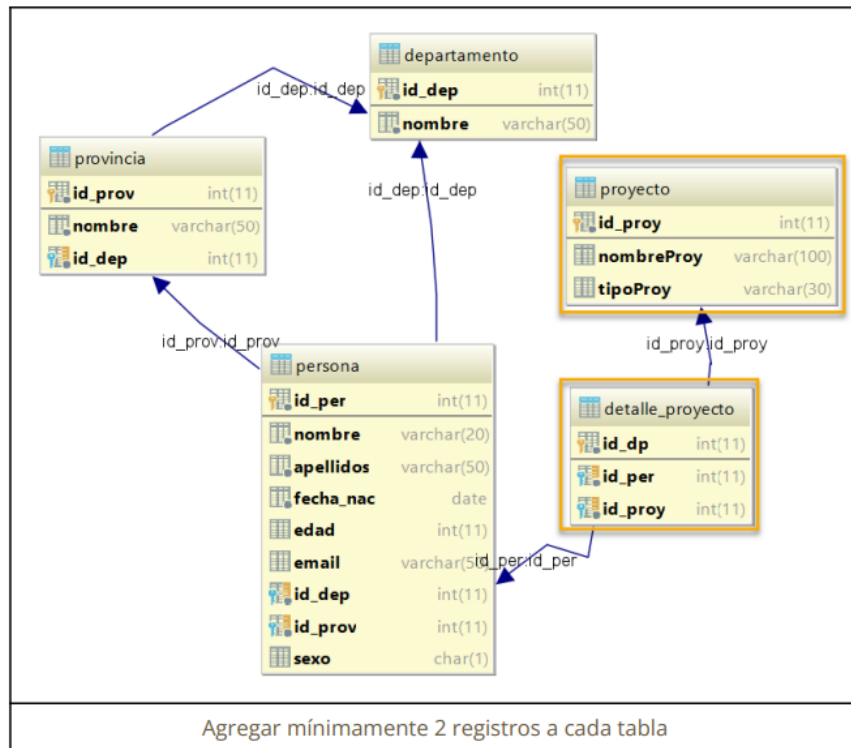 departamento
id_dep int(11)
nombre varchar(50)
id_dep:id_dep
provincia
id_prov int(11)
nombre varchar(50)
id_dep int(11)
id_dep:id_dep
proyecto
id_proy int(11)
nombreProy varchar(100)
tipoProy varchar(30)
id_prov:id_prov
id_proy:id_proy
persona
id_per int(11)
nombre varchar(20)
apellidos varchar(50)
fecha_nac date
edad int(11)
email varchar(50)
id_dep int(11)
id_prov int(11)
sexo char(1)
detalle_proyecto
id_dp int(11)
id_per int(11)
id_proy int(11)
id_per:id_per
Agregar mínimamente 2 registros a cada tabla